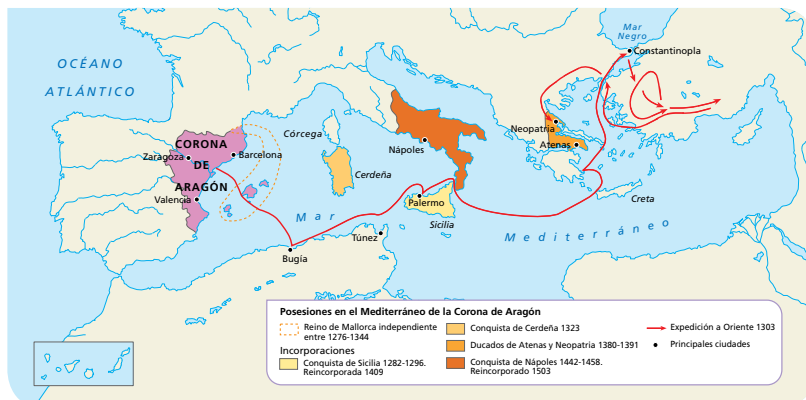 Mar
Negro
Constantinopla
OCÉANO
ATLÁNTICO
Córcega
Neopatria
CORONA
Zaragoza
Barcelona
Nápoles
Atenas
DE
Cerdeña
ARAGÓN
Valencia
Palermo
Creta
Mar
Sicilia
Mediterráneo
Túnez
Bugía
Posesiones en el Mediterráneo de la Corona de Aragón
Reino de Mallorca independiente
entre 1276-1344
Incorporaciones
Conquista de Sicilia 1282-1296.
Reincorporada 1409
Conquista de Cerdeña 1323
Ducados de Atenas y Neopatria 1380-1391
Conquista de Nápoles 1442-1458.
Reincorporado 1503
Expedición a Oriente 1303
Principales ciudades